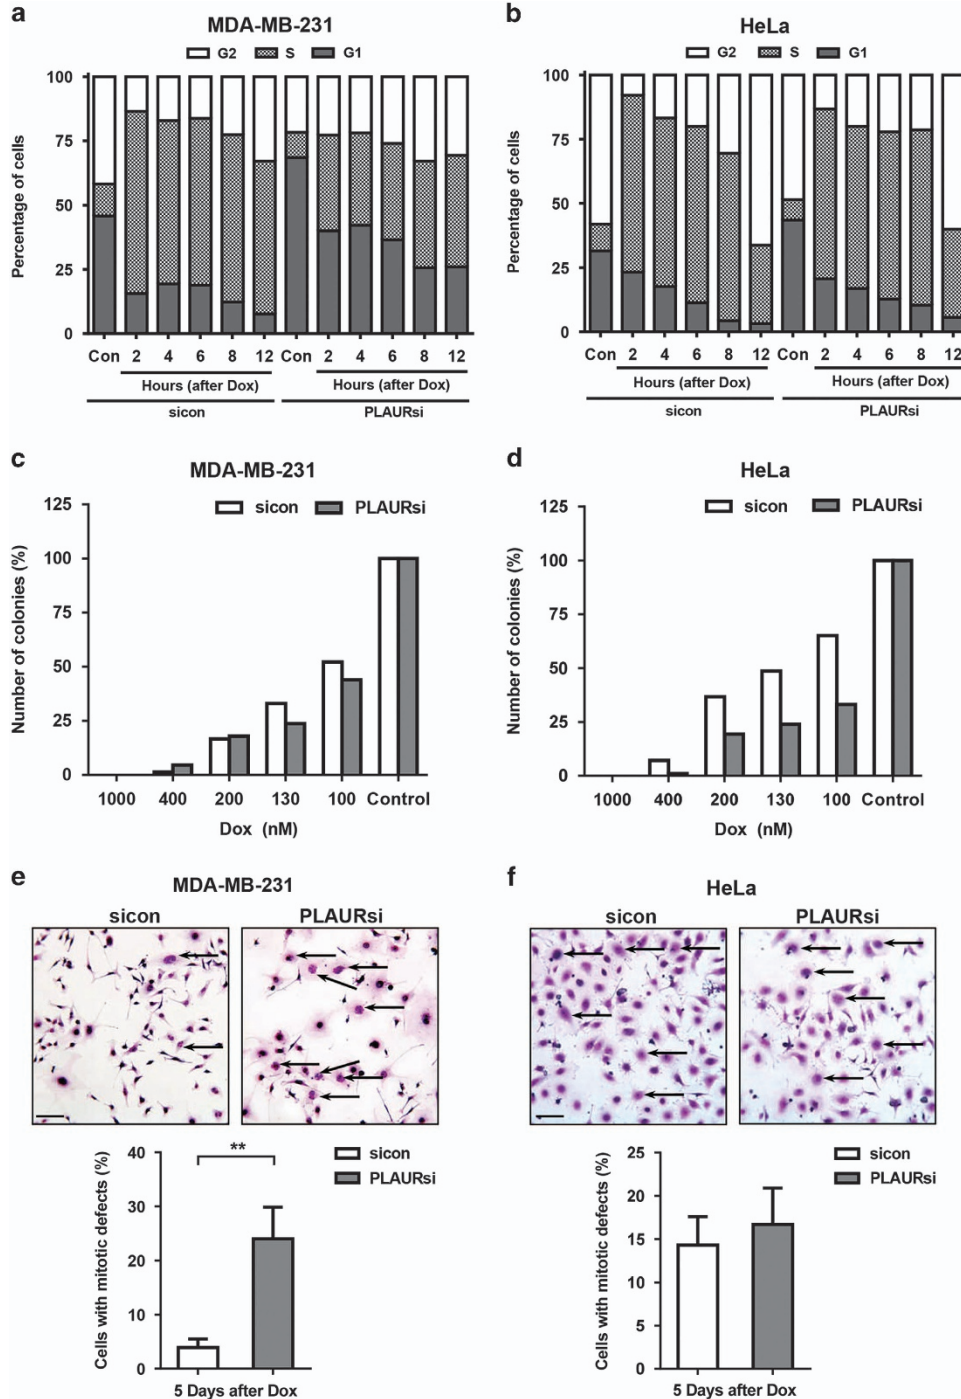 a
MDA-MB-231
G2 S G1
Percentage of cells
100
75
50
25
0
Con 2 4 6 8 12 Con 2 4 6 8 12
Hours (after Dox) Hours (after Dox)
sicon PLAURsi
b
HeLa
G2 S G1
Percentage of cells
100
75
50
25
0
Con 2 4 6 8 12 Con 2 4 6 8 12
Hours (after Dox) Hours (after Dox)
sicon PLAURsi
c
MDA-MB-231
sicon PLAURsi
Number of colonies (%)
125
100
75
50
25
0
1000 400 200 130 100 Control
Dox (nM)
d
HeLa
sicon PLAURsi
Number of colonies (%)
125
100
75
50
25
0
1000 400 200 130 100 Control
Dox (nM)
e
MDA-MB-231
sicon PLAURsi
Cells with mitotic defects (%)
40
30
20
10
0
**
sicon
PLAURsi
5 Days after Dox
f
HeLa
sicon PLAURsi
Cells with mitotic defects (%)
25
20
15
10
5
0
sicon
PLAURsi
5 Days after Dox